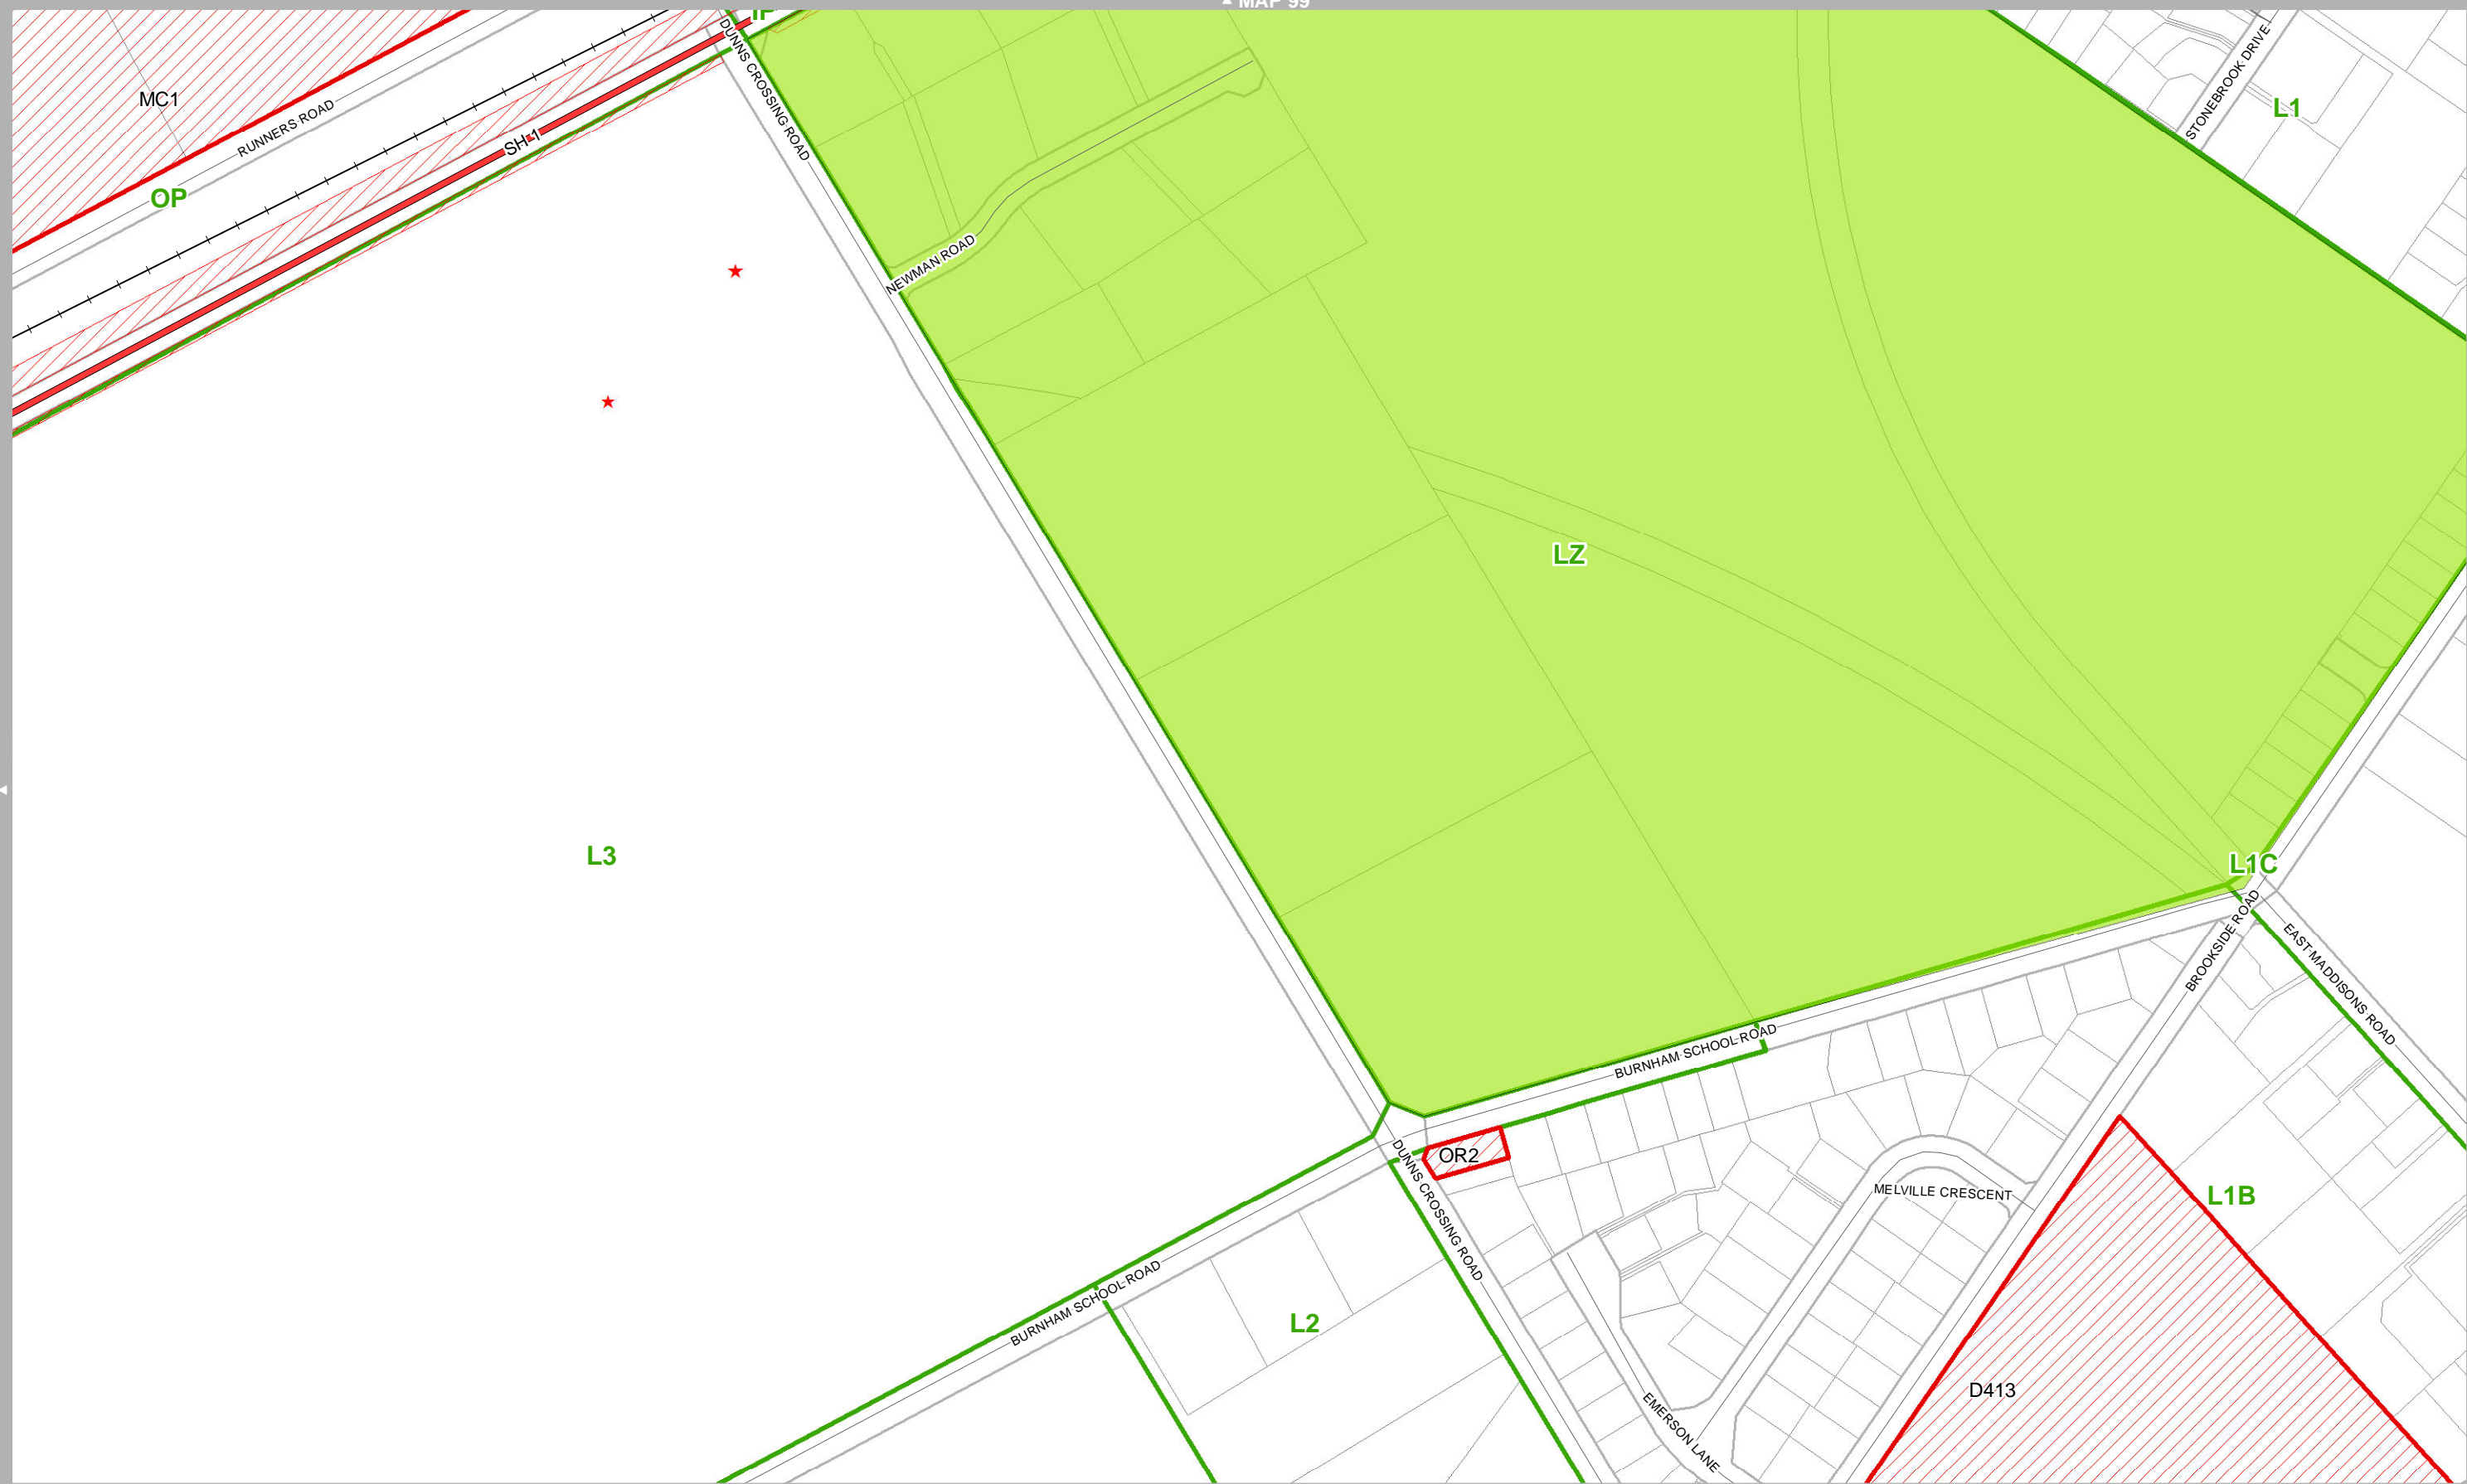 ▲ MAP 99
DUNNS CROSSING ROAD
STONEBROOK DRIVE
MC1
RUNNERS ROAD
L1
SH 1
OP
NEWMAN ROAD
LZ
L3
L1C
BROOKSIDE ROAD
EAST MADDISONS ROAD
BURNHAM SCHOOL ROAD
OR2
DUNNS CROSSING ROAD
MELVILLE CRESCENT
L1B
BURNHAM SCHOOL ROAD
L2
D413
EMERSON LANE